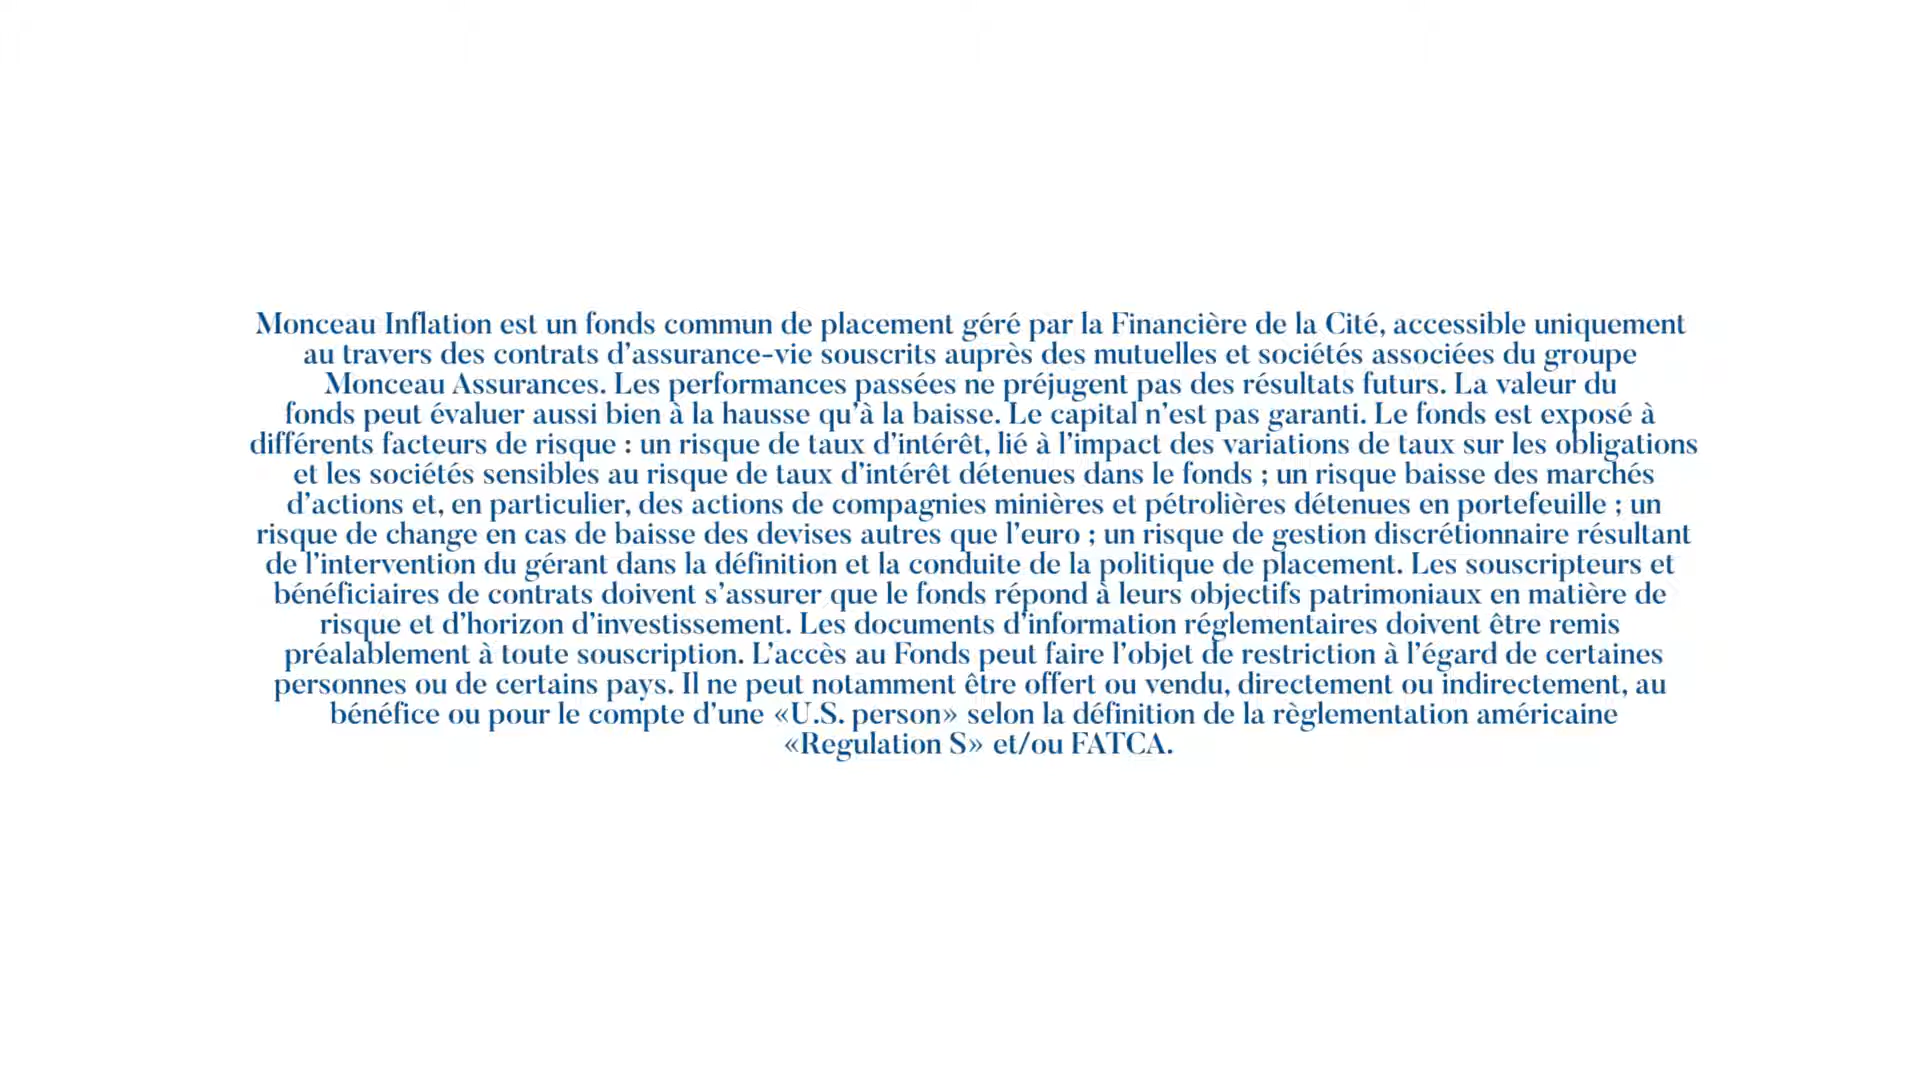 Monceau Inflation est un fonds commun de placement géré par la Financière de la Cité, accessible uniquement
au travers des contrats d’assurance-vie souscrits auprès des mutuelles et sociétés associées du groupe
Monceau Assurances. Les performances passées ne préjugent pas des résultats futurs. La valeur du
fonds peut évaluer aussi bien à la hausse qu’à la baisse. Le capital n’est pas garanti. Le fonds est exposé à
différents facteurs de risque : un risque de taux d’intérêt, lié à l’impact des variations de taux sur les obligations
et les sociétés sensibles au risque de taux d’intérêt détenues dans le fonds ; un risque baisse des marchés
d’actions et, en particulier, des actions de compagnies minières et pétrolières détenues en portefeuille ; un
risque de change en cas de baisse des devises autres que l’euro ; un risque de gestion discrétionnaire résultant
de l’intervention du gérant dans la définition et la conduite de la politique de placement. Les souscripteurs et
bénéficiaires de contrats doivent s’assurer que le fonds répond à leurs objectifs patrimoniaux en matière de
risque et d’horizon d’investissement. Les documents d’information réglementaires doivent être remis
préalablement à toute souscription. L’accès au Fonds peut faire l’objet de restriction à l’égard de certaines
personnes ou de certains pays. Il ne peut notamment être offert ou vendu, directement ou indirectement, au
bénéfice ou pour le compte d’une «U.S. person» selon la définition de la règlementation américaine
«Regulation S» et/ou FATCA.